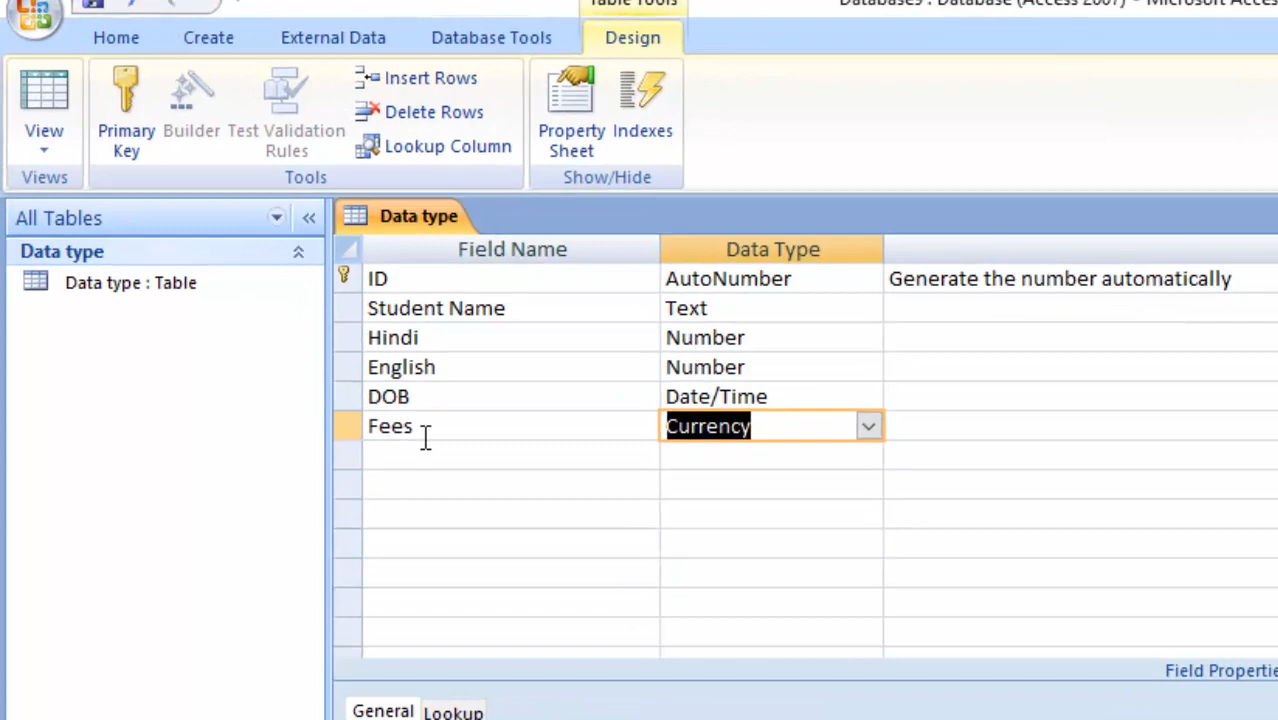 Table Tools
Database9 : Database (Access 2007) - Microsoft Acces
Home Create External Data Database Tools Design
View
Views
Primary Key
Builder
Test Validation Rules
Insert Rows
Delete Rows
Lookup Column
Tools
Property Sheet
Indexes
Show/Hide
All Tables
Data type
Data type : Table
Data type
Field Name Data Type
ID AutoNumber Generate the number automatically
Student Name Text
Hindi Number
English Number
DOB Date/Time
Fees Currency
Field Propertie
General Lookup